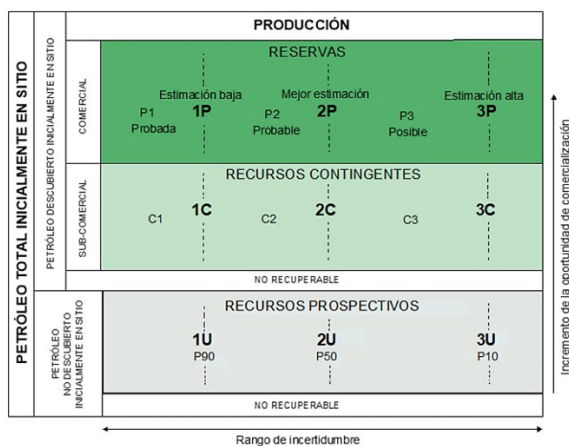 PRODUCCIÓN
RESERVAS
Estimación baja
Mejor estimación
Estimación alta
P1
1P
P2
2P
P3
3P
Probada
Probable
Posible
RECURSOS CONTINGENTES
C1
1C
C2
2C
C3
3C
NO RECUPERABLE
RECURSOS PROSPECTIVOS
1U
2U
3U
P90
P50
P10
NO RECUPERABLE
Rango de incertidumbre
PETRÓLEO TOTAL INICIALMENTE EN SITIO
PETRÓLEO DESCUBIERTO INICIALMENTE EN SITIO
COMERCIAL
SUB-COMERCIAL
PETRÓLEO
NO DESCUBIERTO
INICIALMENTE EN SITIO
Incremento de la oportunidad de comercialización